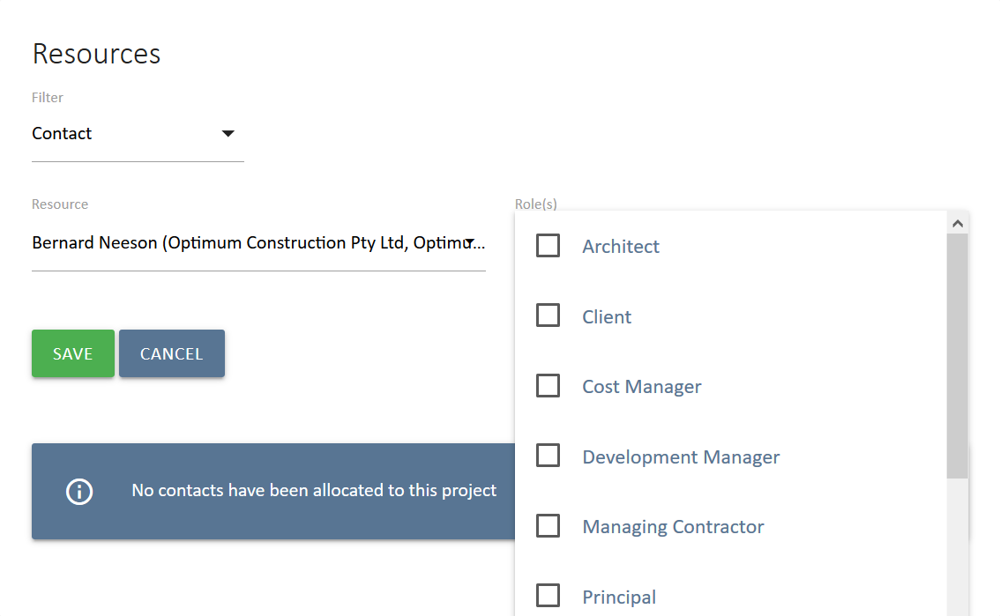 Resources
Filter
Contact
Resource
Role(s)
Bernard Neeson (Optimum Construction Pty Ltd, Optimu...
Architect
Client
SAVE
CANCEL
Cost Manager
Development Manager
No contacts have been allocated to this project
Managing Contractor
Principal